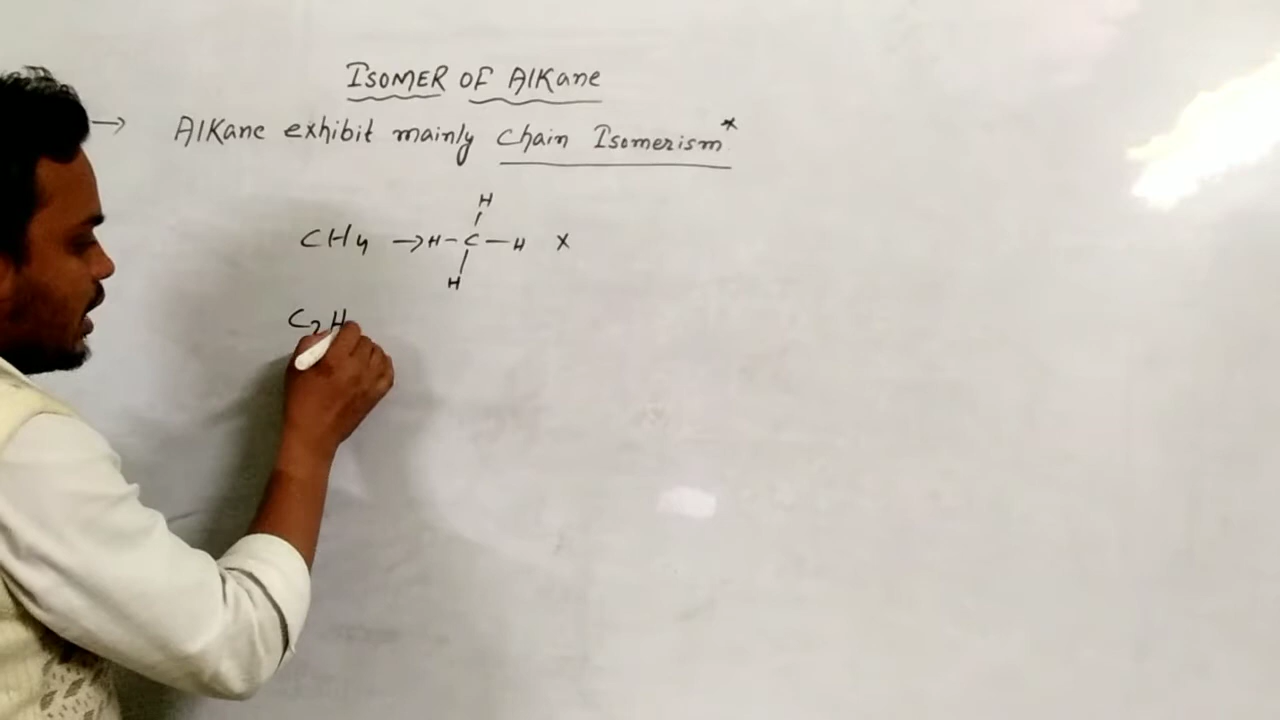 ISOMER OF AlKane
→ AlKane exhibit mainly Chain Isomerism*
H
CH4 → H - C - H X
H
C2H